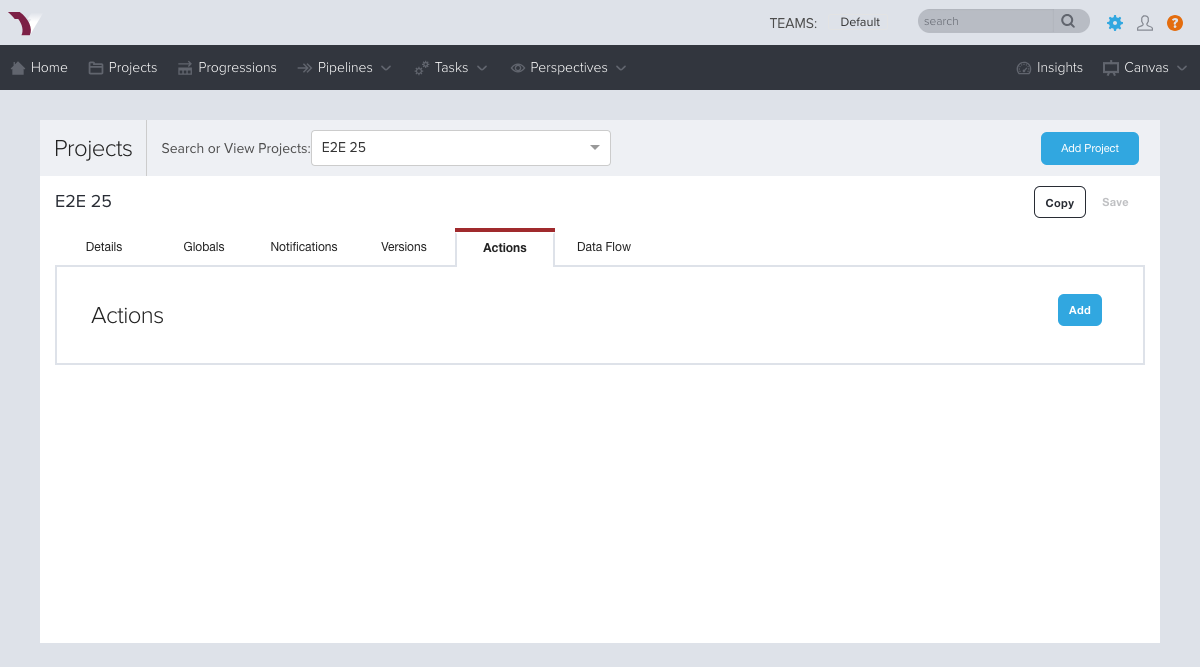 TEAMS: Default search ?
Home Projects Progressions Pipelines Tasks Perspectives Insights Canvas
Projects Search or View Projects: E2E 25 Add Project
E2E 25 Copy Save
Details Globals Notifications Versions Actions Data Flow
Actions Add